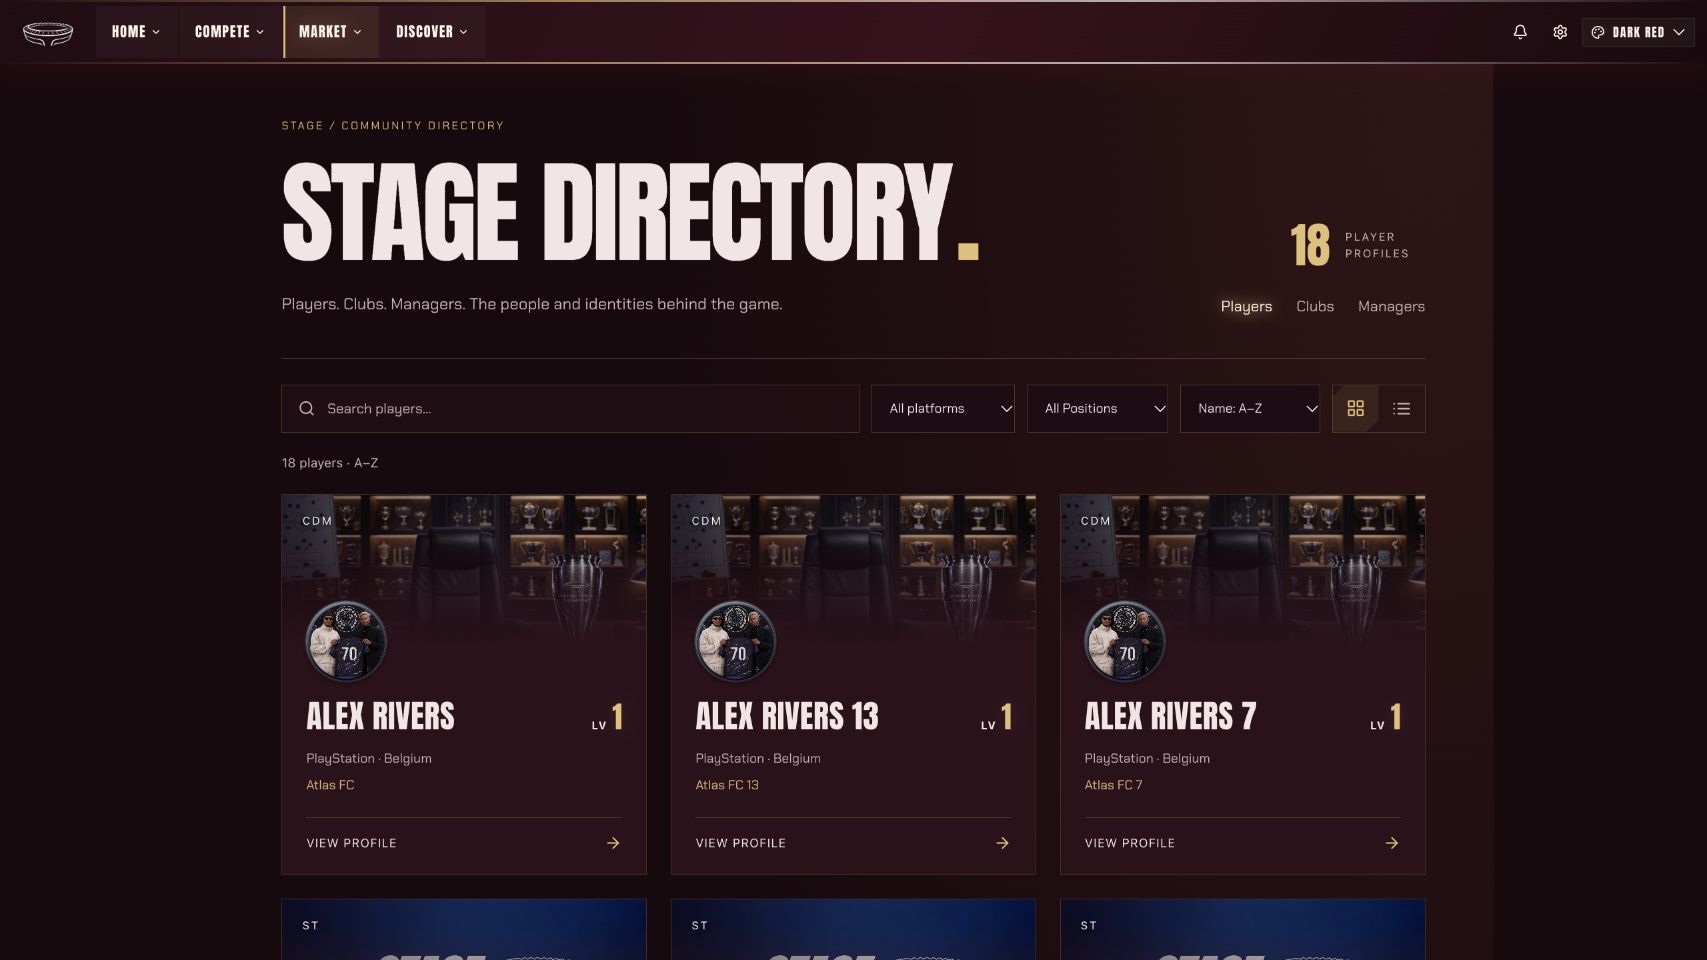 HOME
COMPETE
MARKET
DISCOVER
DARK RED
STAGE / COMMUNITY DIRECTORY
STAGE DIRECTORY.
18 PLAYER PROFILES
Players. Clubs. Managers. The people and identities behind the game.
Players Clubs Managers
Search players...
All platforms
All Positions
Name: A–Z
18 players · A–Z
CDM
70
ALEX RIVERS
LV 1
PlayStation · Belgium
Atlas FC
VIEW PROFILE
CDM
70
ALEX RIVERS 13
LV 1
PlayStation · Belgium
Atlas FC 13
VIEW PROFILE
CDM
70
ALEX RIVERS 7
LV 1
PlayStation · Belgium
Atlas FC 7
VIEW PROFILE
ST
STAGE
ST
STAGE
ST
STAGE